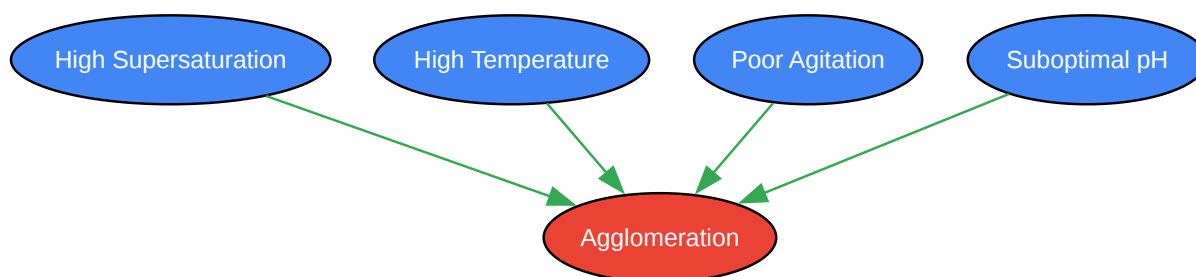 High Supersaturation
High Temperature
Poor Agitation
Suboptimal pH
Agglomeration